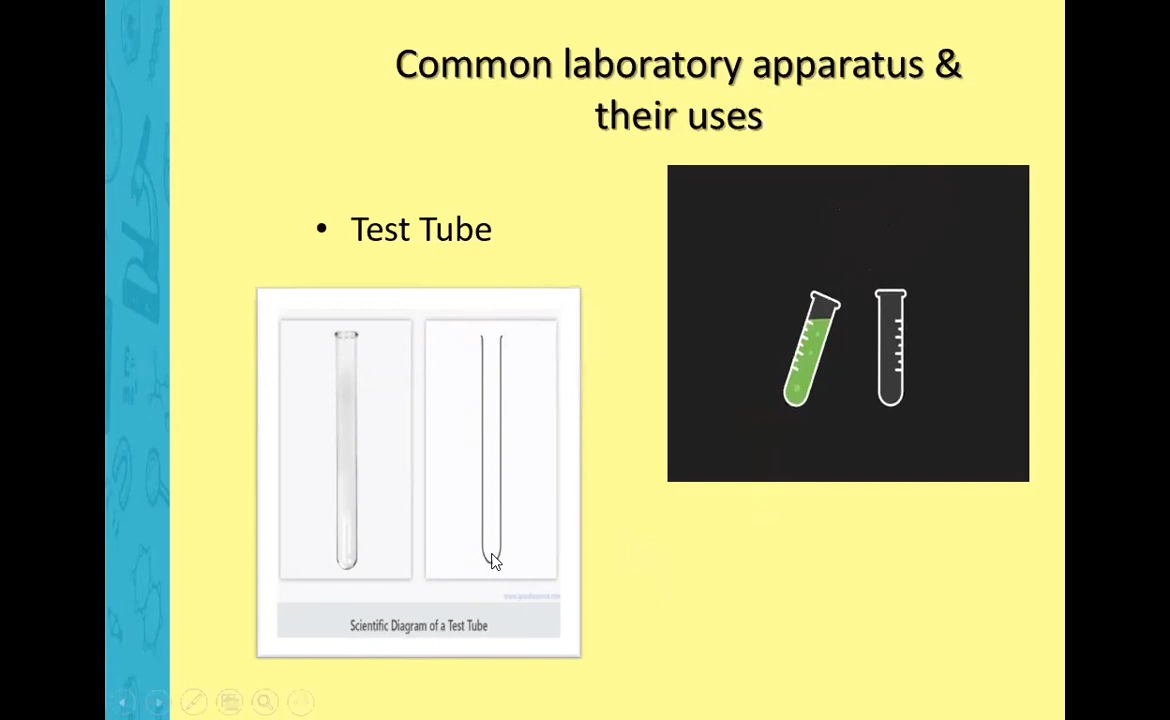 Common laboratory apparatus &
their uses
• Test Tube
Scientific Diagram of a Test Tube